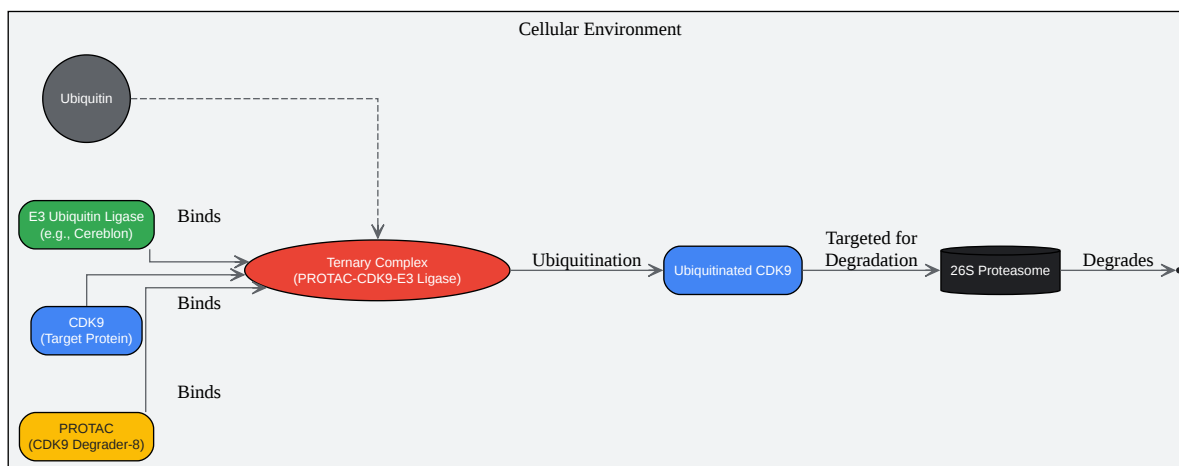 Cellular Environment
Ubiquitin
E3 Ubiquitin Ligase
(e.g., Cereblon)
Binds
Ternary Complex
(PROTAC-CDK9-E3 Ligase)
Ubiquitination
Ubiquitinated CDK9
Targeted for
Degradation
26S Proteasome
Degrades
CDK9
(Target Protein)
Binds
Binds
PROTAC
(CDK9 Degrader-8)